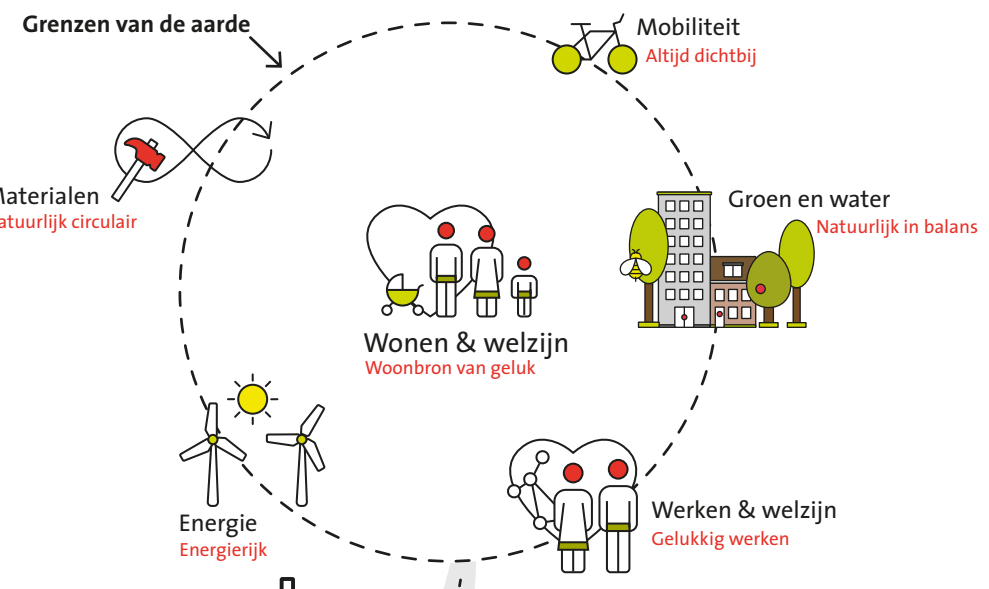 Grenzen van de aarde
Mobiliteit
Altijd dichtbij
Materialen
natuurlijk circulair
Groen en water
Natuurlijk in balans
Wonen & welzijn
Woonbron van geluk
Energie
Energierijk
Werken & welzijn
Gelukkig werken